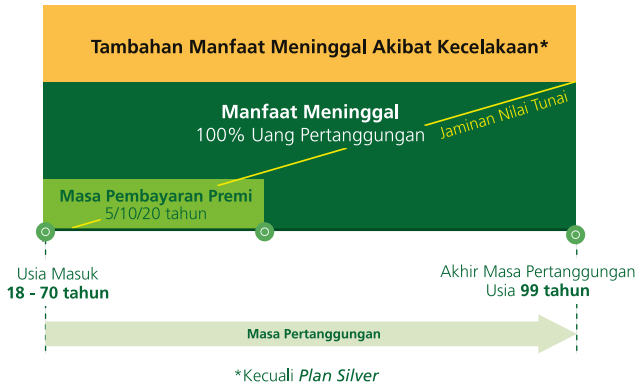 Tambahan Manfaat Meninggal Akibat Kecelakaan*
Manfaat Meninggal
100% Uang Pertanggungan
Jaminan Nilai Tunai
Masa Pembayaran Premi
5/10/20 tahun
Usia Masuk
18 - 70 tahun
Akhir Masa Pertanggungan
Usia 99 tahun
Masa Pertanggungan
*Kecuali Plan Silver